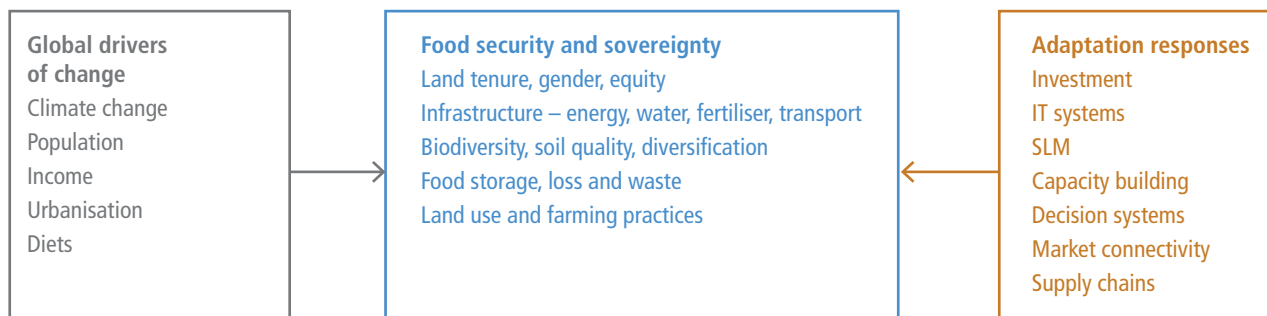 Global drivers
of change
Climate change
Population
Income
Urbanisation
Diets
Food security and sovereignty
Land tenure, gender, equity
Infrastructure – energy, water, fertiliser, transport
Biodiversity, soil quality, diversification
Food storage, loss and waste
Land use and farming practices
Adaptation responses
Investment
IT systems
SLM
Capacity building
Decision systems
Market connectivity
Supply chains